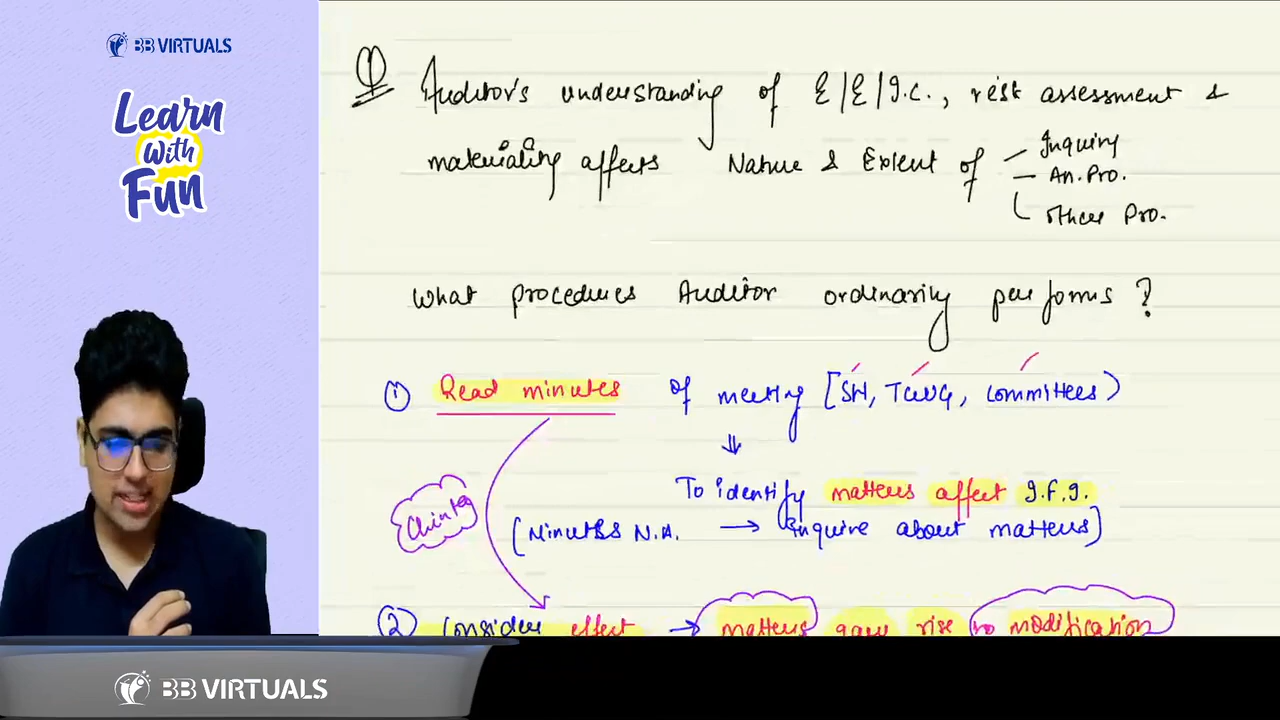 BB VIRTUALS
Learn
With
Fun
Q Auditor's understanding of E/E/I.C., risk assessment &
materiality affects Nature & Extent of
Inquiry
An. Pro.
Other Pro.
What procedures Auditor ordinarily performs ?
① Read minutes of meeting [SH, TCWG, Committees)
To identify matters affect I.F.I.
[Minutes N.A. → Inquire about matters]
② Consider effect → matters gave rise to modification
BB VIRTUALS